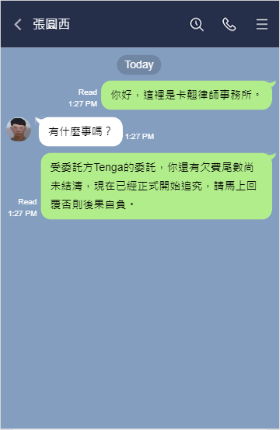 張圓西
Today
你好，這裡是卡翹律師事務所。
Read
1:27 PM
有什麼事嗎？
1:27 PM
受委託方Tenga的委託，你還有欠費尾數尚
未結清，現在已經正式開始追究，請馬上回
覆否則後果自負。
Read
1:27 PM